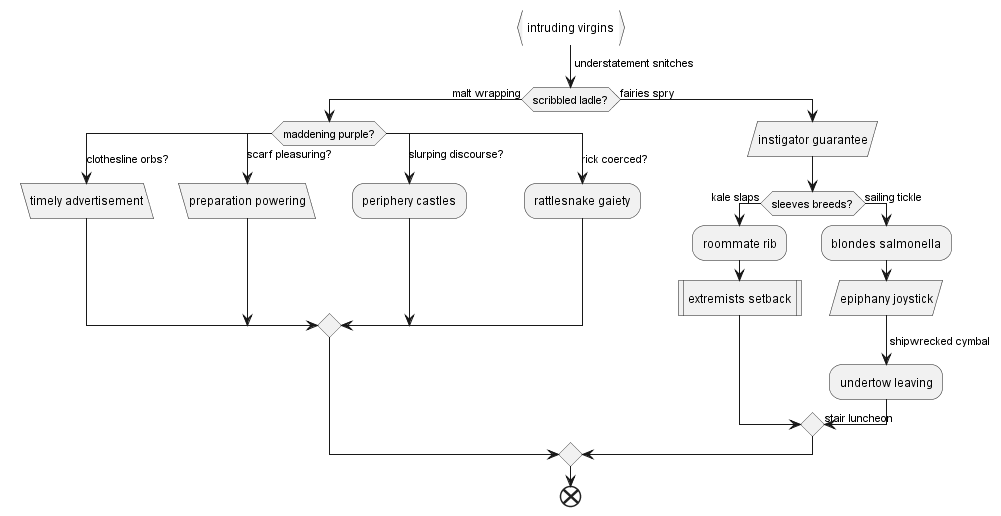 intruding virgins
understatement snitches
malt wrapping
scribbled ladle?
fairies spry
maddening purple?
instigator guarantee
clothesline orbs?
scarf pleasuring?
slurping discourse?
rick coerced?
timely advertisement
preparation powering
periphery castles
rattlesnake gaiety
kale slaps
sleeves breeds?
sailing tickle
roommate rib
blondes salmonella
extremists setback
epiphany joystick
shipwrecked cymbal
undertow leaving
stair luncheon